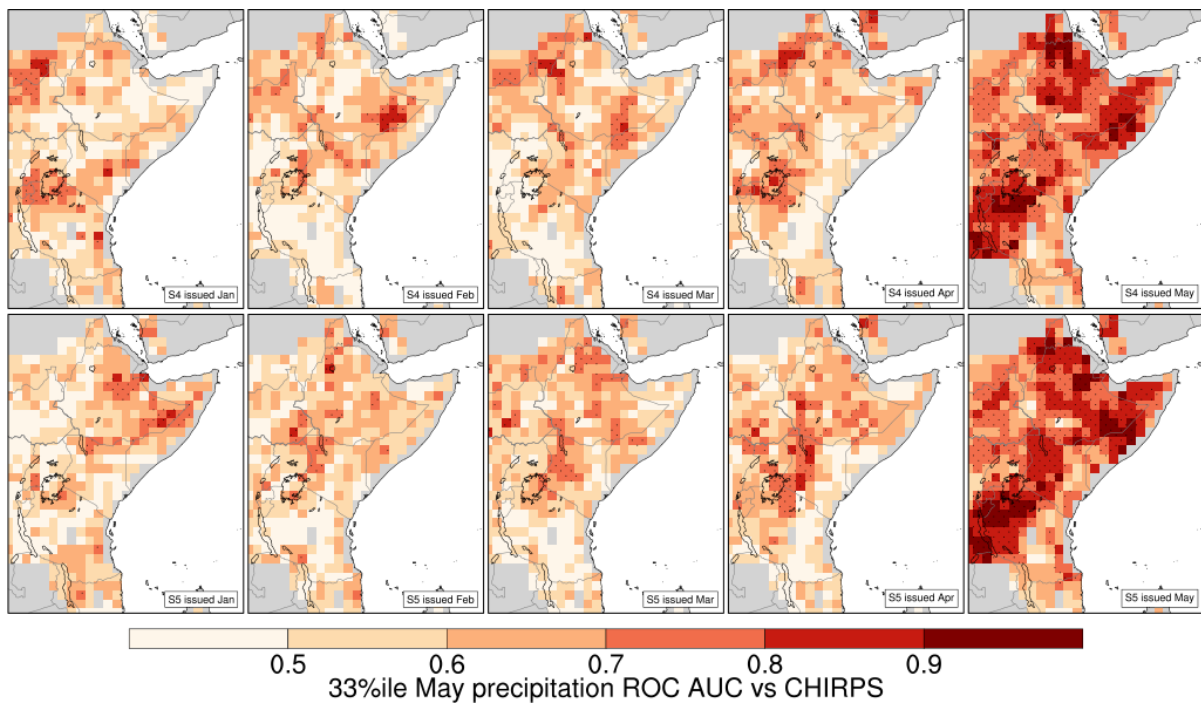 S4 issued Jan
S4 issued Feb
S4 issued Mar
S4 issued Apr
S4 issued May
S5 issued Jan
S5 issued Feb
S5 issued Mar
S5 issued Apr
S5 issued May
0.5 0.6 0.7 0.8 0.9
33%ile May precipitation ROC AUC vs CHIRPS